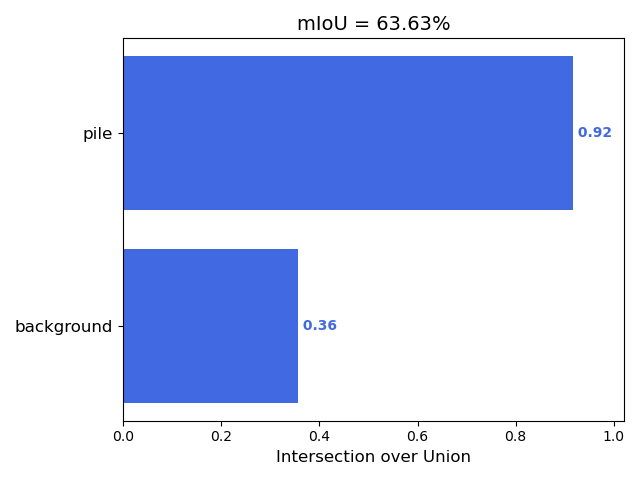 mIoU = 63.63%
pile
0.92
background
0.36
0.0 0.2 0.4 0.6 0.8 1.0
Intersection over Union